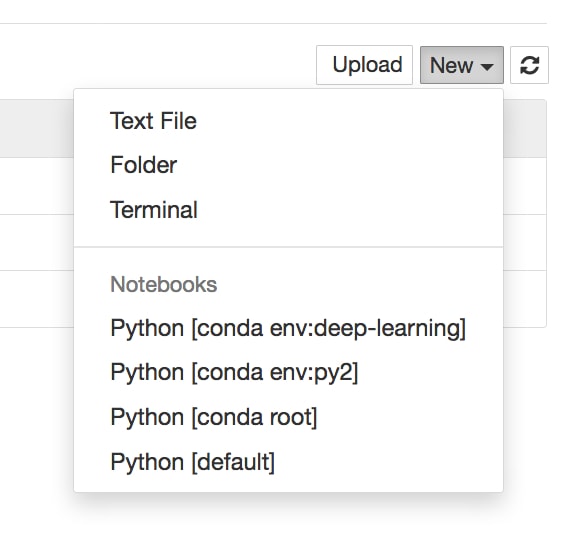 Upload New
Text File
Folder
Terminal
Notebooks
Python [conda env:deep-learning]
Python [conda env:py2]
Python [conda root]
Python [default]